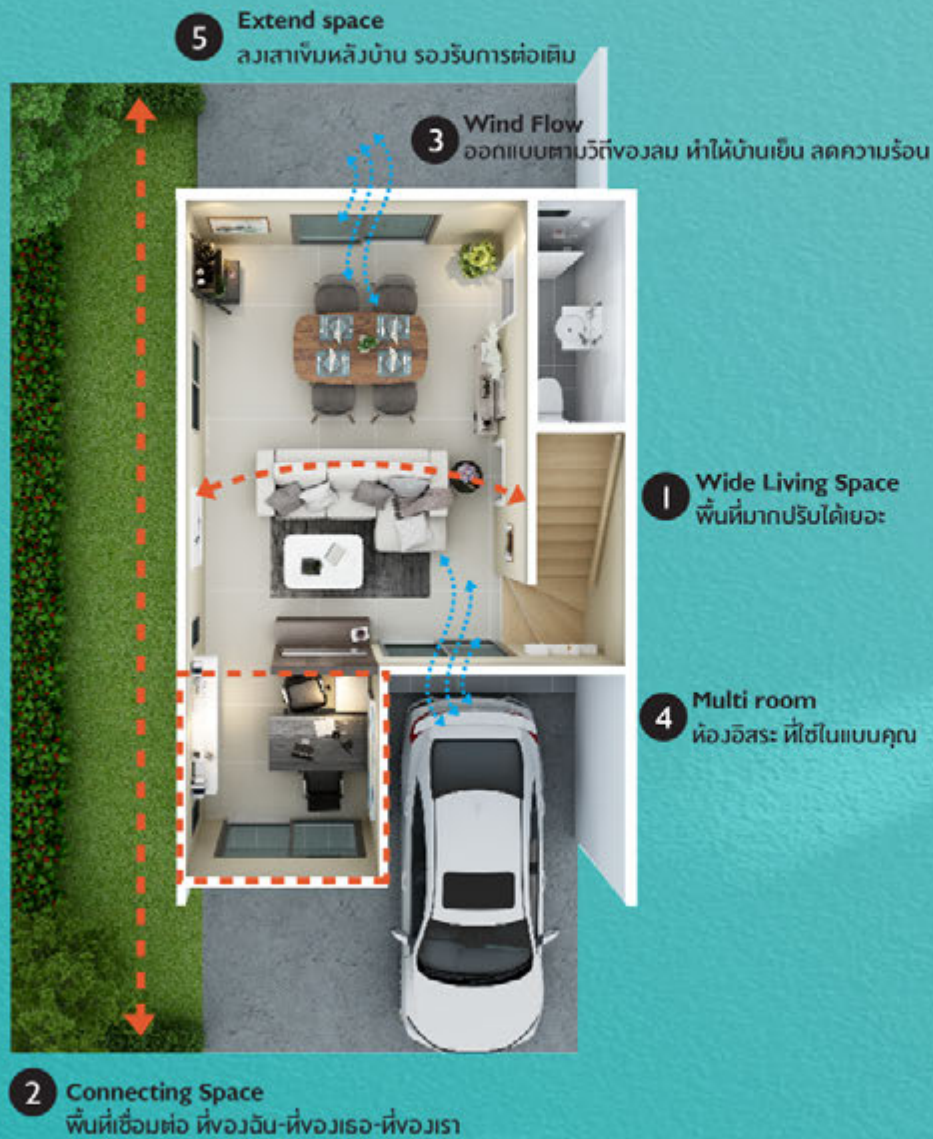 5 Extend space
ลงเสาเข็มหลังบ้าน รองรับการต่อเติม
3 Wind Flow
ออกแบบตามวิถีของลม ทำให้บ้านเย็น ลดความร้อน
1 Wide Living Space
พื้นที่มากปรับได้เยอะ
4 Multi room
ห้องอิสระ ที่ใช่ในแบบคุณ
2 Connecting Space
พื้นที่เชื่อมต่อ ที่ของฉัน-ที่ของเธอ-ที่ของเรา